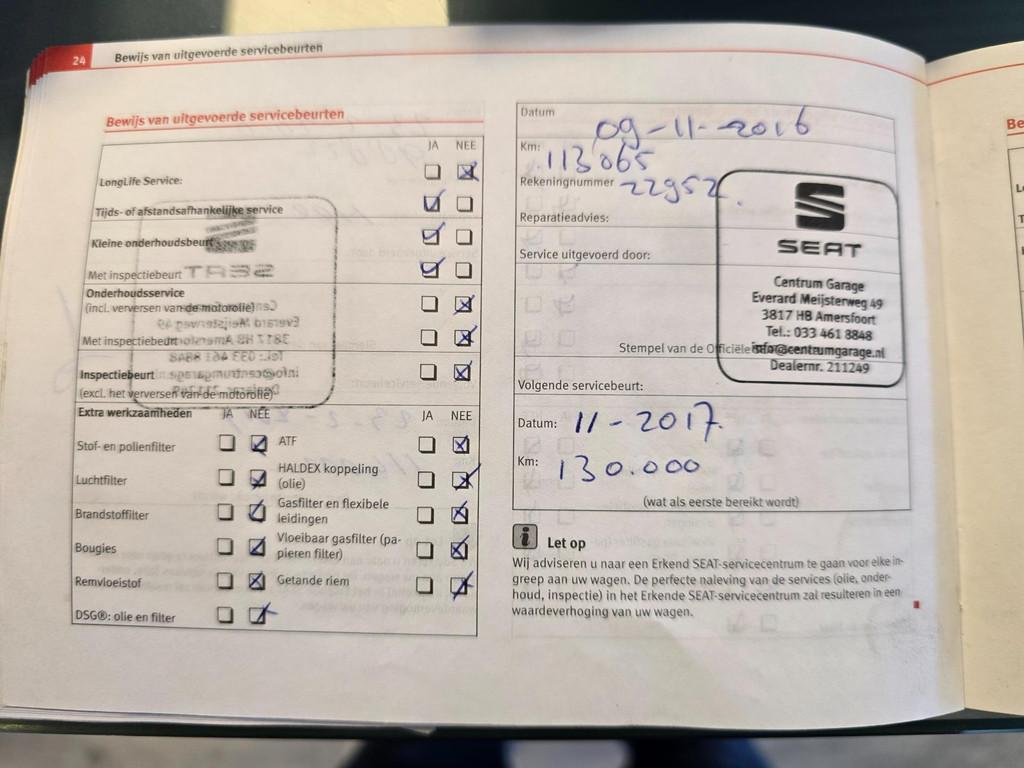 24 Bewijs van uitgevoerde servicebeurten
Bewijs van uitgevoerde servicebeurten
JA NEE
LongLife Service:
Tijds- of afstandsafhankelijke service
Kleine onderhoudsbeurt
Met inspectiebeurt
Onderhoudsservice
(incl. verversen van de motorolie)
Met inspectiebeurt
Inspectiebeurt
(excl. het verversen van de motorolie)
Extra werkzaamheden JA NEE JA NEE
Stof- en pollenfilter ATF
Luchtfilter HALDEX koppeling
(olie)
Brandstoffilter Gasfilter en flexibele
leidingen
Bougies Vloeibaar gasfilter (pa-
pieren filter)
Remvloeistof Getande riem
DSG®: olie en filter
Datum 09-11-2016
Km: 113065
Rekeningnummer 22952.
Reparatieadvies:
Service uitgevoerd door:
SEAT
Centrum Garage
Everard Meijsterweg 49
3817 HB Amersfoort
Tel.: 033 461 8848
info@centrumgarage.nl
Dealernr. 211249
Stempel van de Officiële
Volgende servicebeurt:
Datum: 11-2017.
Km: 130.000
(wat als eerste bereikt wordt)
i Let op
Wij adviseren u naar een Erkend SEAT-servicecentrum te gaan voor elke in-
greep aan uw wagen. De perfecte naleving van de services (olie, onder-
houd, inspectie) in het Erkende SEAT-servicecentrum zal resulteren in een
waardeverhoging van uw wagen.
Be